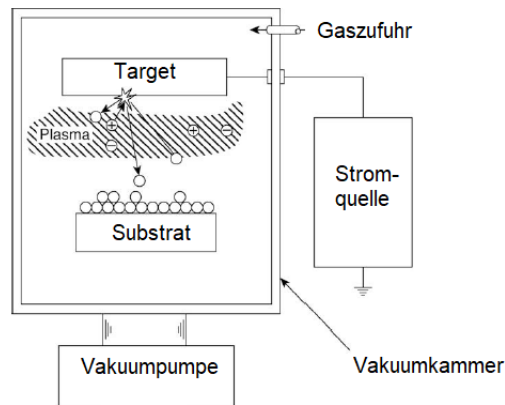 Gaszufuhr
Target
Plasma
Strom-
quelle
Substrat
Vakuumpumpe
Vakuumkammer